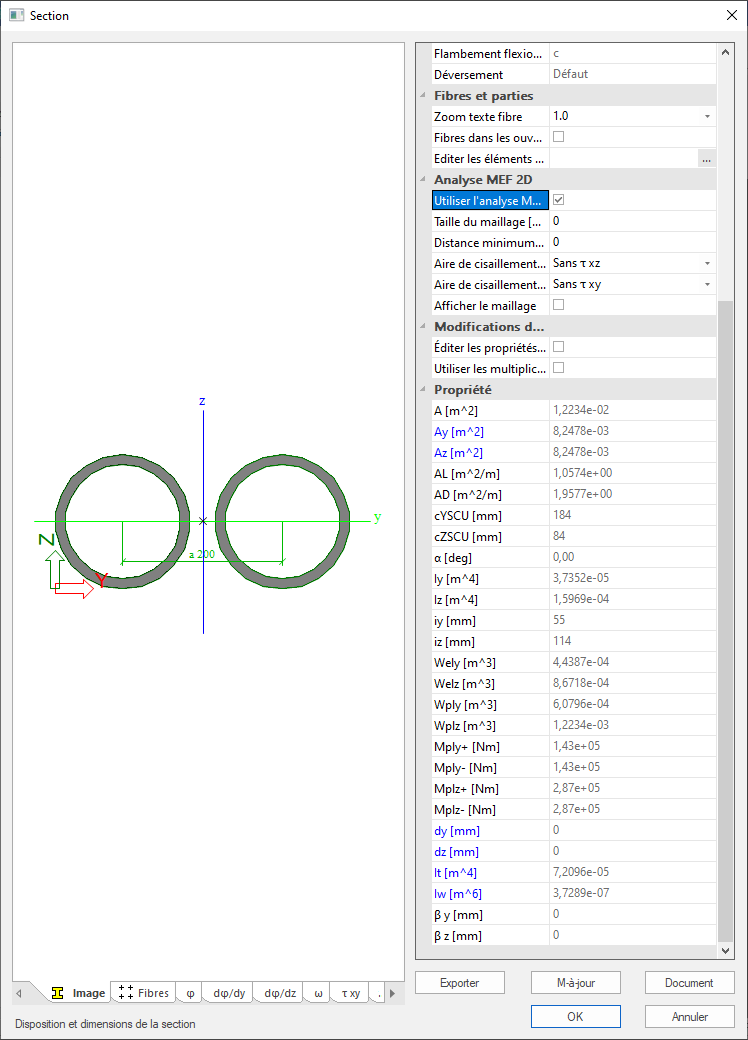 Section
z
y
a 200
Z
Y
Image
Fibres
φ
dφ/dy
dφ/dz
ω
τ xy
.
Disposition et dimensions de la section
Flambement flexio... c
Déversement Défaut
Fibres et parties
Zoom texte fibre 1.0
Fibres dans les ouv...
Editer les éléments ... ...
Analyse MEF 2D
Utiliser l'analyse M...
Taille du maillage [... 0
Distance minimum... 0
Aire de cisaillement... Sans τ xz
Aire de cisaillement... Sans τ xy
Afficher le maillage
Modifications d...
Éditer les propriétés...
Utiliser les multiplic...
Propriété
A [m^2] 1,2234e-02
Ay [m^2] 8,2478e-03
Az [m^2] 8,2478e-03
AL [m^2/m] 1,0574e+00
AD [m^2/m] 1,9577e+00
cYSCU [mm] 184
cZSCU [mm] 84
α [deg] 0,00
Iy [m^4] 3,7352e-05
Iz [m^4] 1,5969e-04
iy [mm] 55
iz [mm] 114
Wely [m^3] 4,4387e-04
Welz [m^3] 8,6718e-04
Wply [m^3] 6,0796e-04
Wplz [m^3] 1,2234e-03
Mply+ [Nm] 1,43e+05
Mply- [Nm] 1,43e+05
Mplz+ [Nm] 2,87e+05
Mplz- [Nm] 2,87e+05
dy [mm] 0
dz [mm] 0
It [m^4] 7,2096e-05
Iw [m^6] 3,7289e-07
β y [mm] 0
β z [mm] 0
Exporter
M-à-jour
Document
OK
Annuler